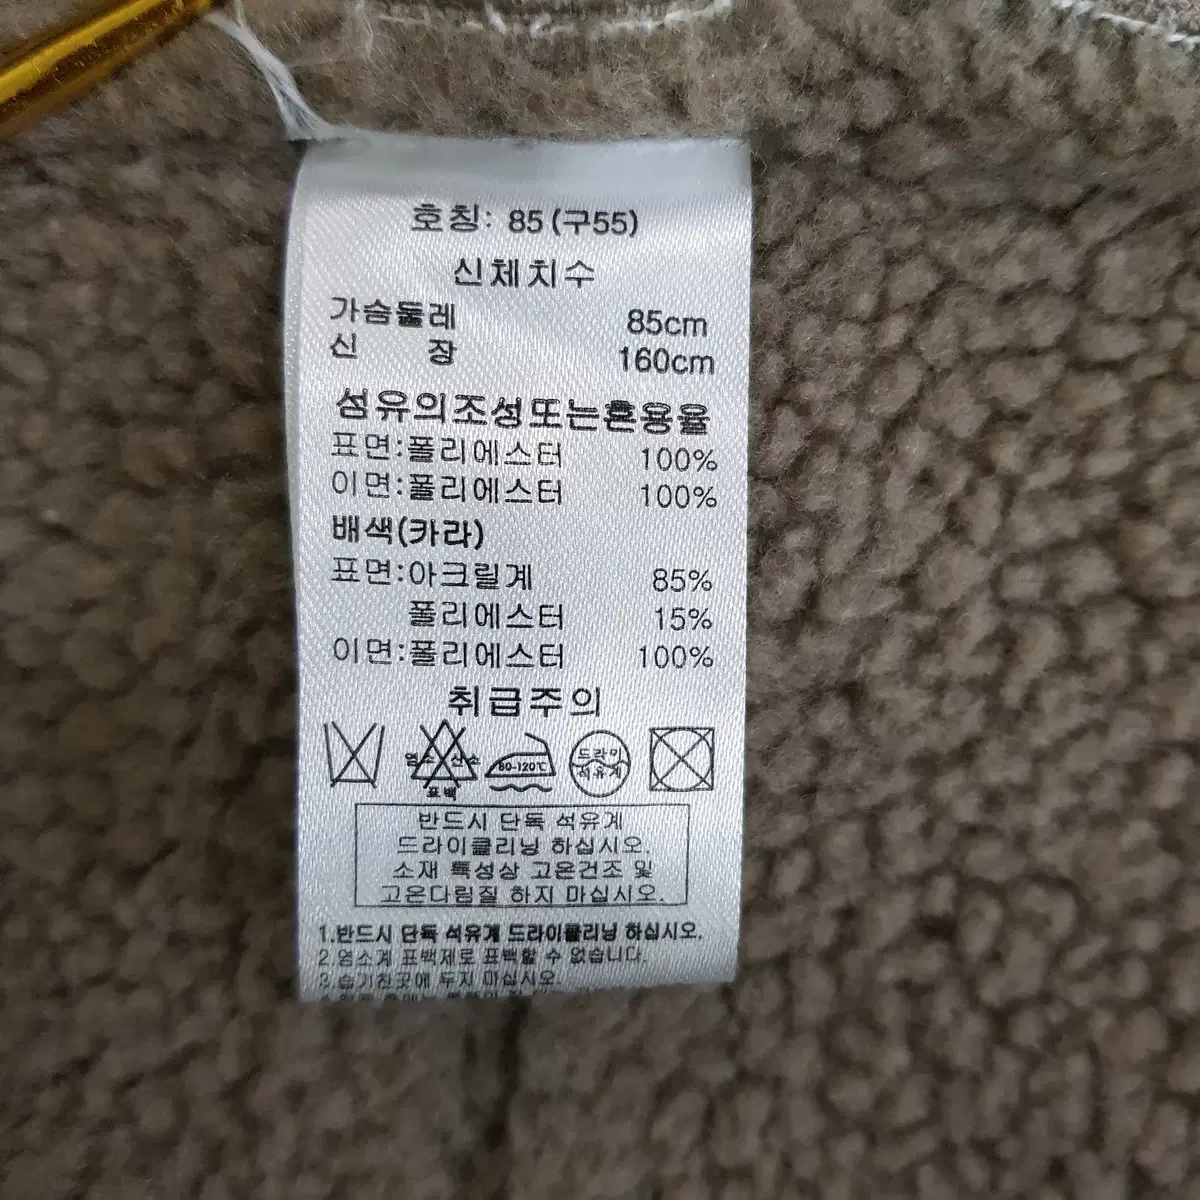 호칭: 85 (구55)
신체치수
가슴둘레 85cm
신 장 160cm
섬유의조성또는혼용율
표면:폴리에스터 100%
이면:폴리에스터 100%
배색(카라)
표면:아크릴계 85%
폴리에스터 15%
이면:폴리에스터 100%
취급주의
염소 산소
표백
80-120℃
드라이
석유계
반드시 단독 석유계
드라이클리닝 하십시오.
소재 특성상 고온건조 및
고온다림질 하지 마십시오.
1.반드시 단독 석유계 드라이클리닝 하십시오.
2.염소계 표백제로 표백할 수 없습니다.
3.습기찬곳에 두지 마십시오.